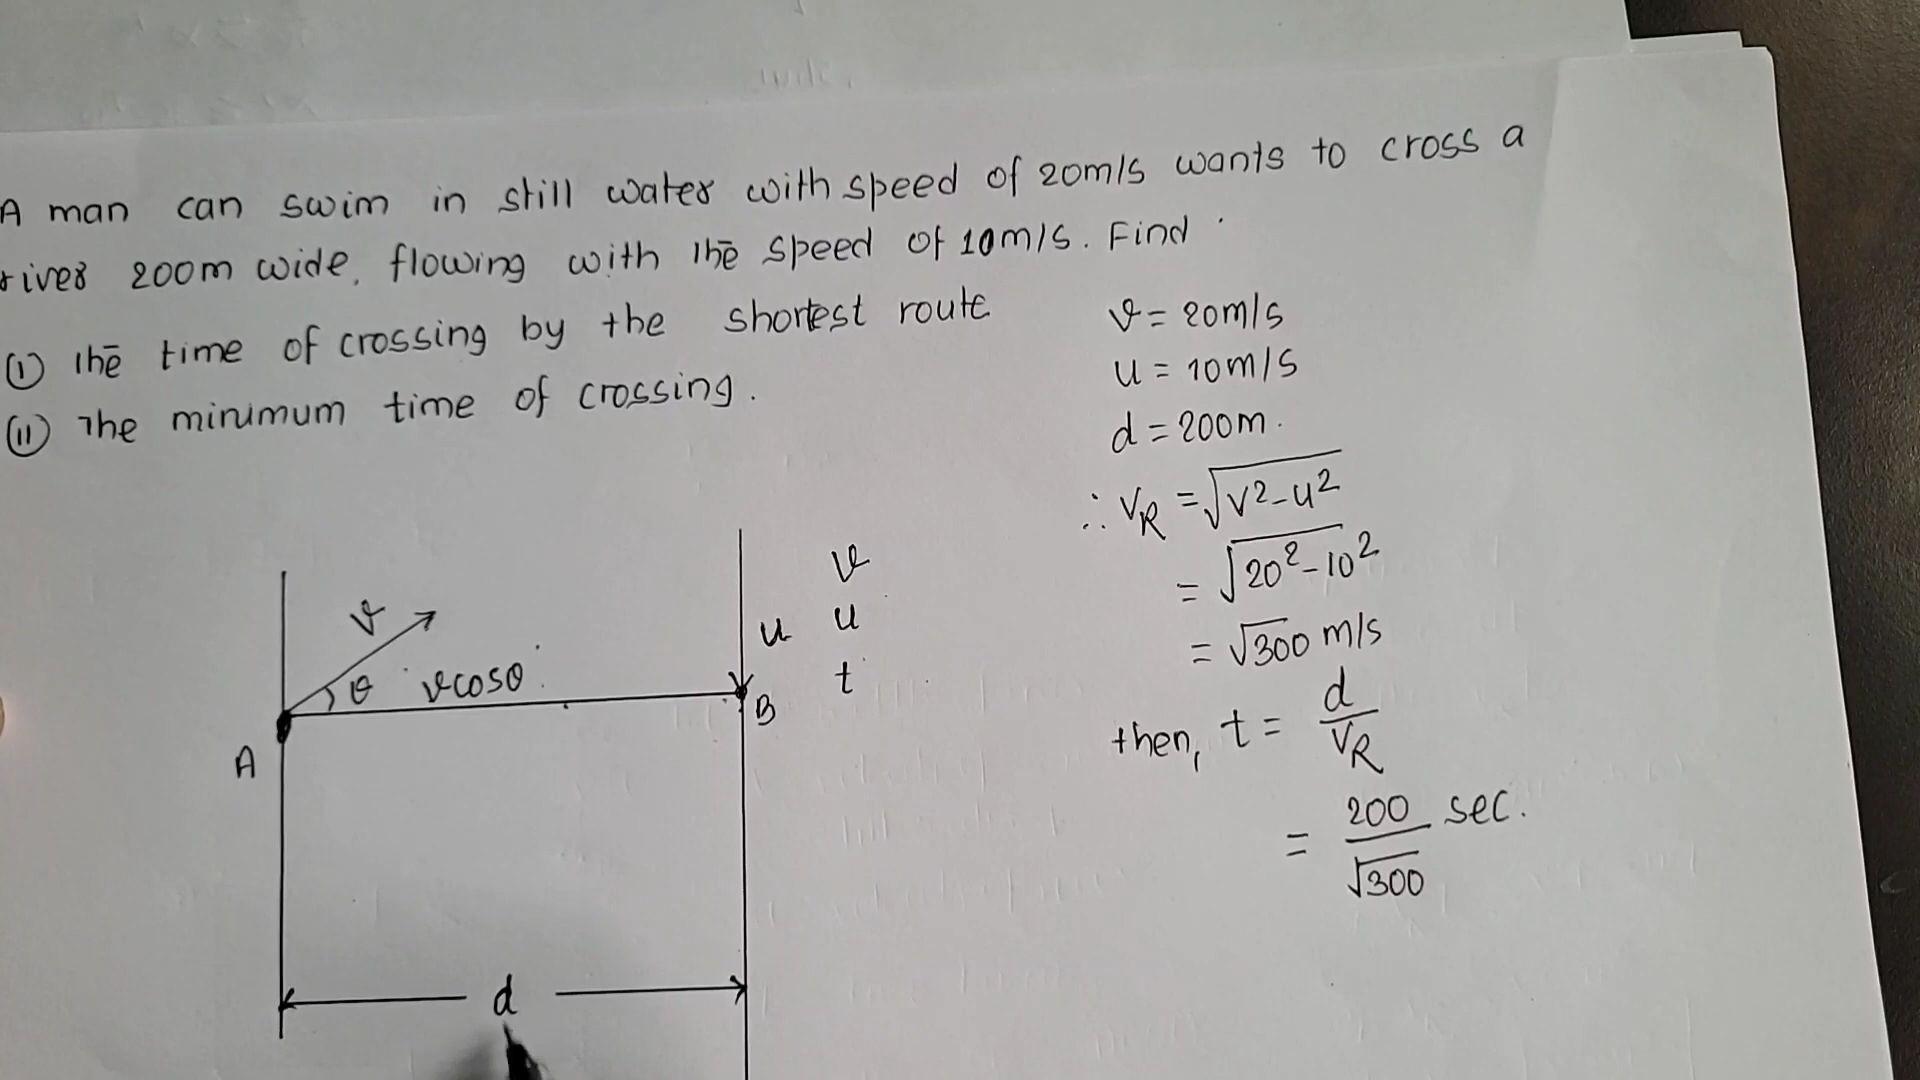 A man can swim in still water with speed of 20m/s wants to cross a
river 200m wide, flowing with the speed of 10m/s. Find
(i) The time of crossing by the shortest route
(ii) The minimum time of crossing.
v = 20m/s
u = 10m/s
d = 200m.
∴ VR = √V²-u²
= √20²-10²
= √300 m/s
then, t = d/VR
= 200/√300 sec.
v
θ vcosθ
A
u
B
v
u
t
d